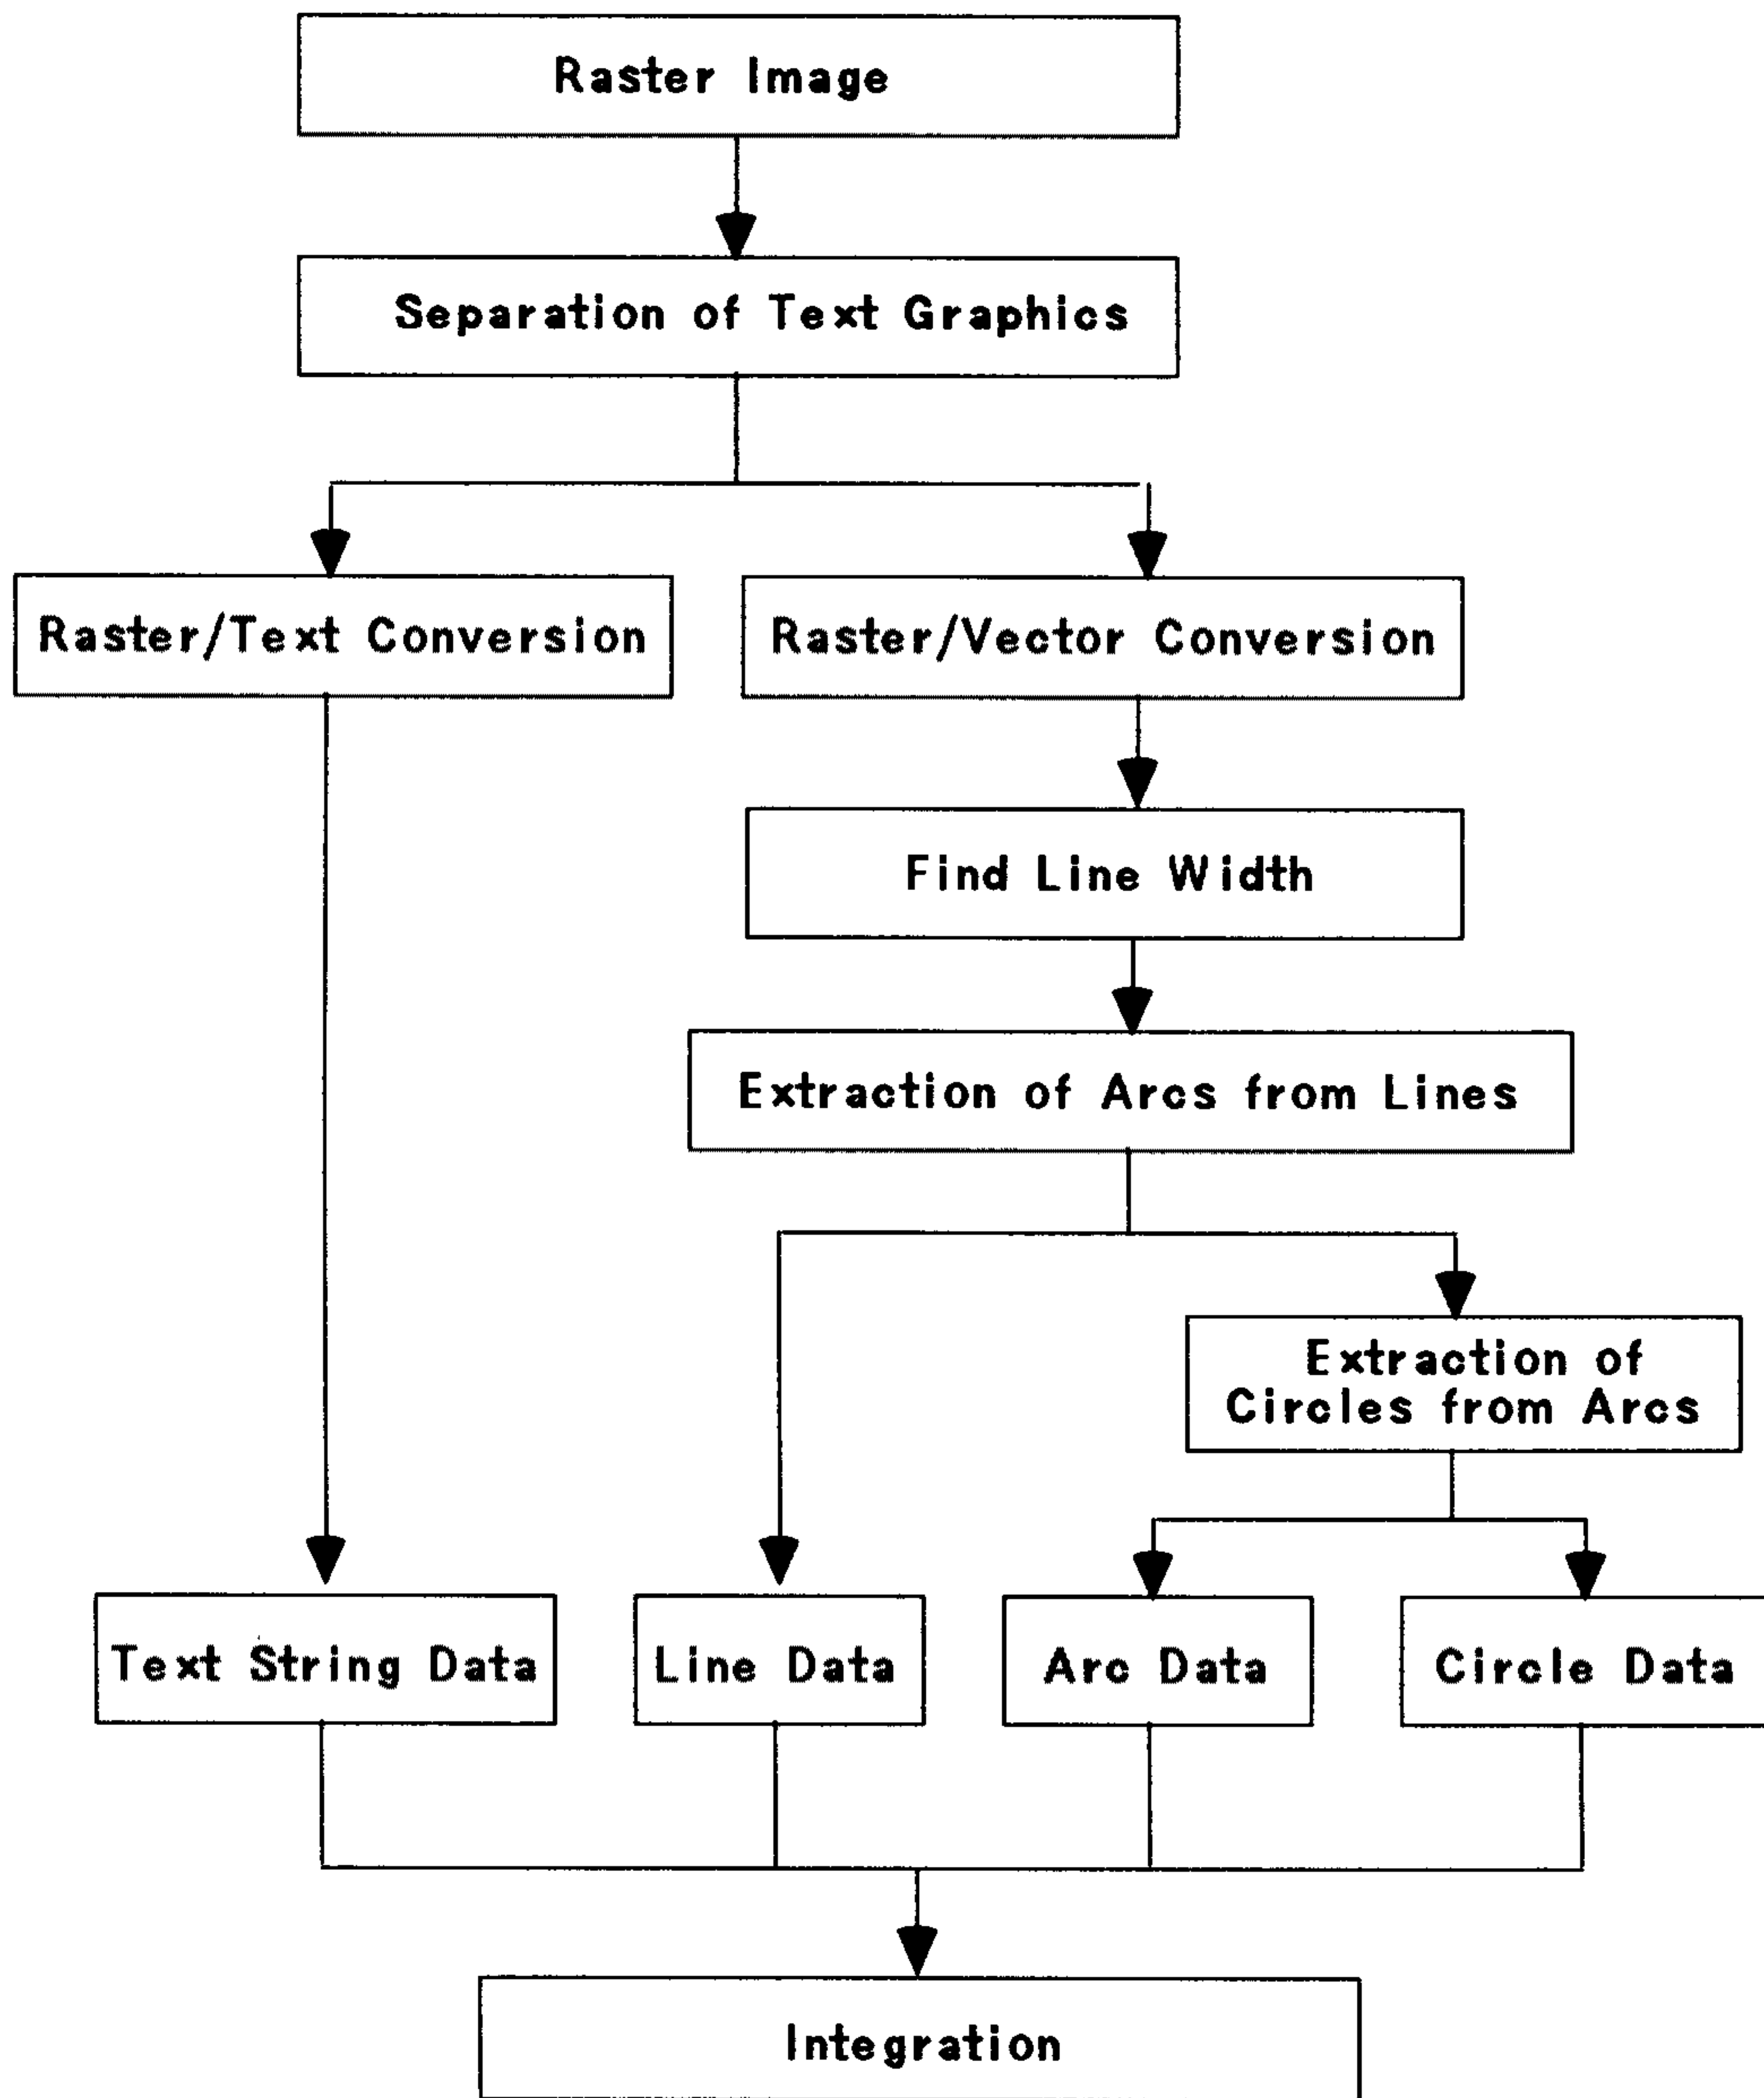 Raster Image
Separation of Text Graphics
Raster/Text Conversion
Raster/Vector Conversion
Find Line Width
Extraction of Arcs from Lines
Extraction of
Circles from Arcs
Text String Data
Line Data
Arc Data
Circle Data
Integration